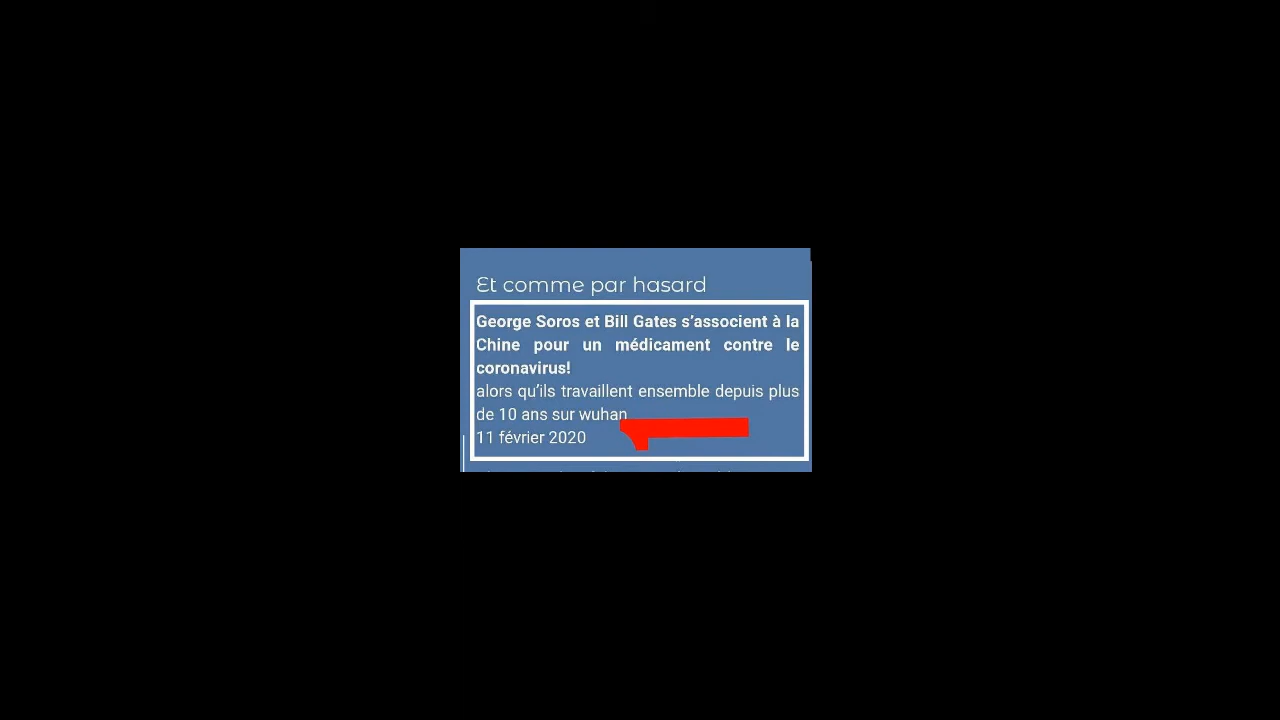 Et comme par hasard
George Soros et Bill Gates s'associent à la
Chine pour un médicament contre le
coronavirus!
alors qu'ils travaillent ensemble depuis plus
de 10 ans sur wuhan
11 février 2020